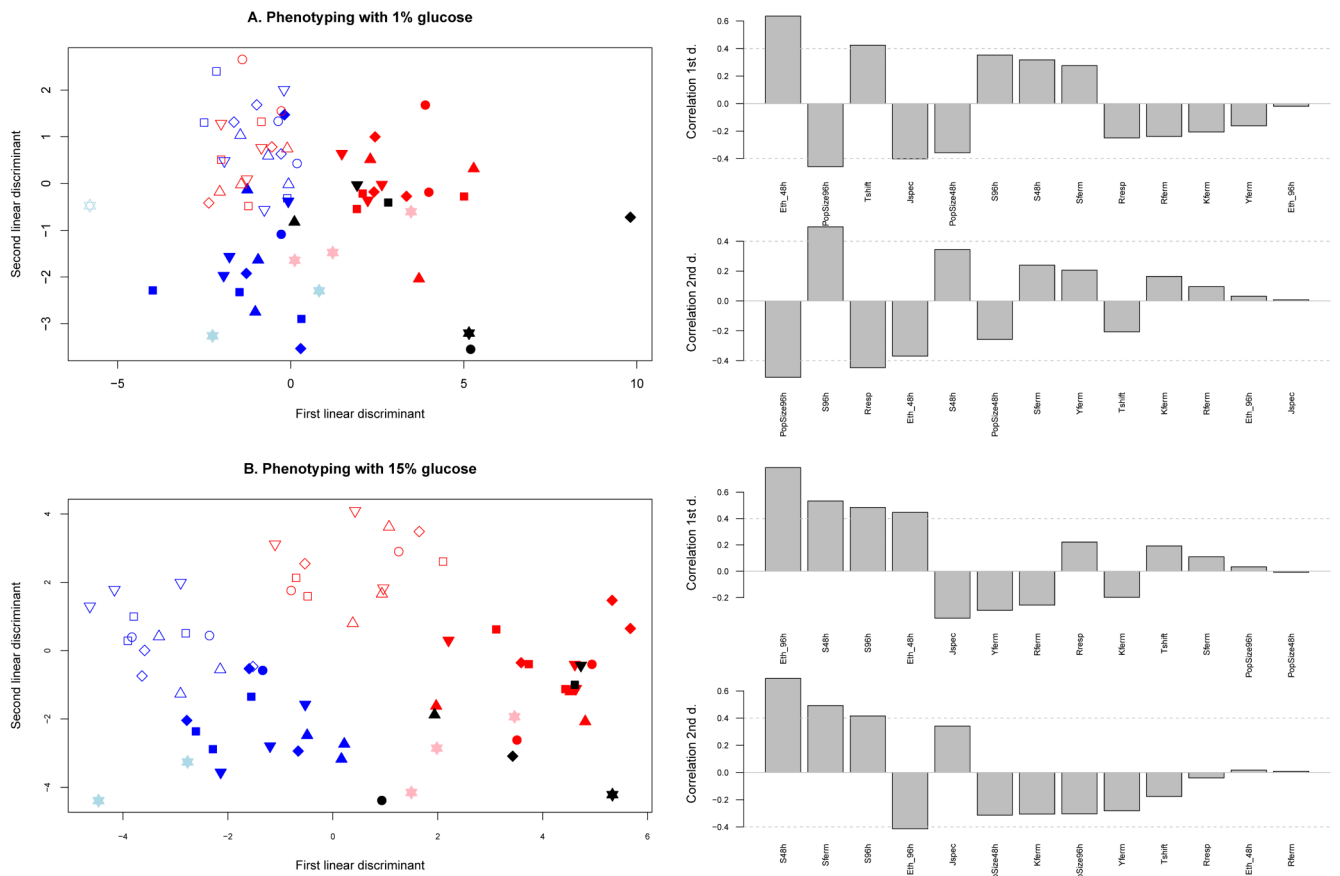 A. Phenotyping with 1% glucose
Second linear discriminant
2
1
0
−1
−2
−3
−5
0
5
10
First linear discriminant
Correlation 1st d.
0.6
0.4
0.2
0.0
−0.2
−0.4
Eth_48h
PopSize96h
Tshift
Jspec
PopSize48h
S96h
S48h
Sferm
Rresp
Rferm
Kferm
Yferm
Eth_96h
Correlation 2nd d.
0.4
0.2
0.0
−0.2
−0.4
PopSize96h
S96h
Rresp
Eth_48h
S48h
PopSize48h
Sferm
Yferm
Tshift
Kferm
Rferm
Eth_96h
Jspec
B. Phenotyping with 15% glucose
Second linear discriminant
4
2
0
−2
−4
−4
−2
0
2
4
6
First linear discriminant
Correlation 1st d.
0.6
0.4
0.2
0.0
−0.2
Eth_96h
S48h
S96h
Eth_48h
Jspec
Yferm
Rferm
Rresp
Kferm
Tshift
Sferm
PopSize96h
PopSize48h
Correlation 2nd d.
0.6
0.4
0.2
0.0
−0.2
−0.4
S48h
Sferm
S96h
Eth_96h
Jspec
opSize48h
Kferm
opSize96h
Yferm
Tshift
Rresp
Eth_48h
Rferm